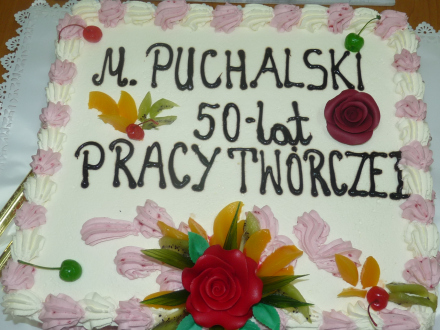 M. PUCHALSKI
50-lat
PRACY TWÓRCZEJ